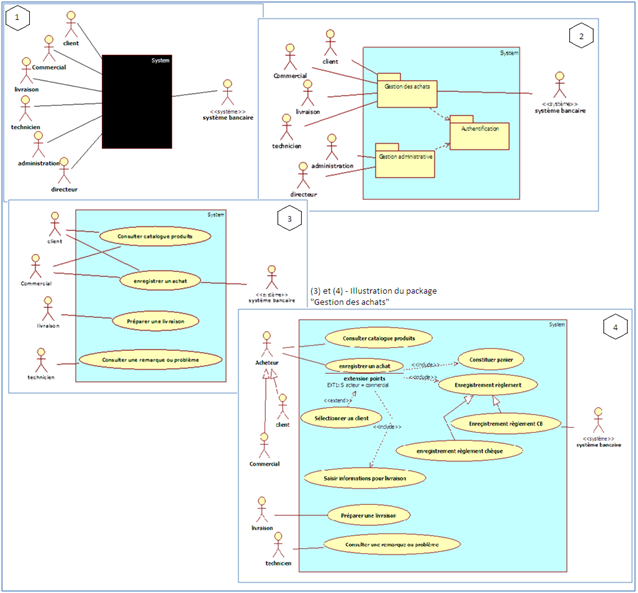 1
System
client
Commercial
livraison
technicien
administration
directeur
<<système>>
système bancaire
2
System
client
Commercial
livraison
technicien
administration
directeur
Gestion des achats
Authentification
Gestion administrative
<<système>>
système bancaire
3
System
client
Commercial
livraison
technicien
Consulter catalogue produits
enregistrer un achat
Préparer une livraison
Consulter une remarque ou problème
<<système>>
système bancaire
(3) et (4) - Illustration du package
"Gestion des achats"
4
System
Acheteur
client
Commercial
livraison
technicien
Consulter catalogue produits
enregistrer un achat
extension points
EXT1: S acteur = commercial
<<include>>
Constituer panier
<<include>>
Enregistrement règlement
<<extend>>
Sélectionner un client
<<include>>
Enregistrement règlement CB
enregistrement règlement chèque
Saisir informations pour livraison
Préparer une livraison
Consulter une remarque ou problème
<<système>>
système bancaire